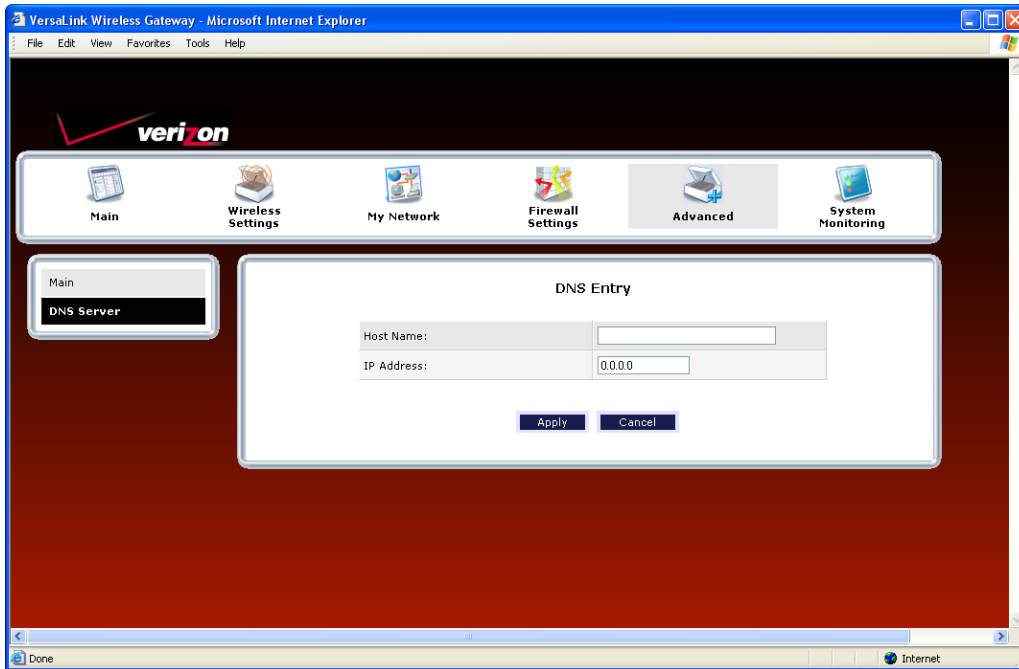 VersaLink Wireless Gateway - Microsoft Internet Explorer
File Edit View Favorites Tools Help
verizon
Main
Wireless Settings
My Network
Firewall Settings
Advanced
System Monitoring
Main
DNS Server
DNS Entry
Host Name:
IP Address: 0.0.0.0
Apply Cancel
Done Internet